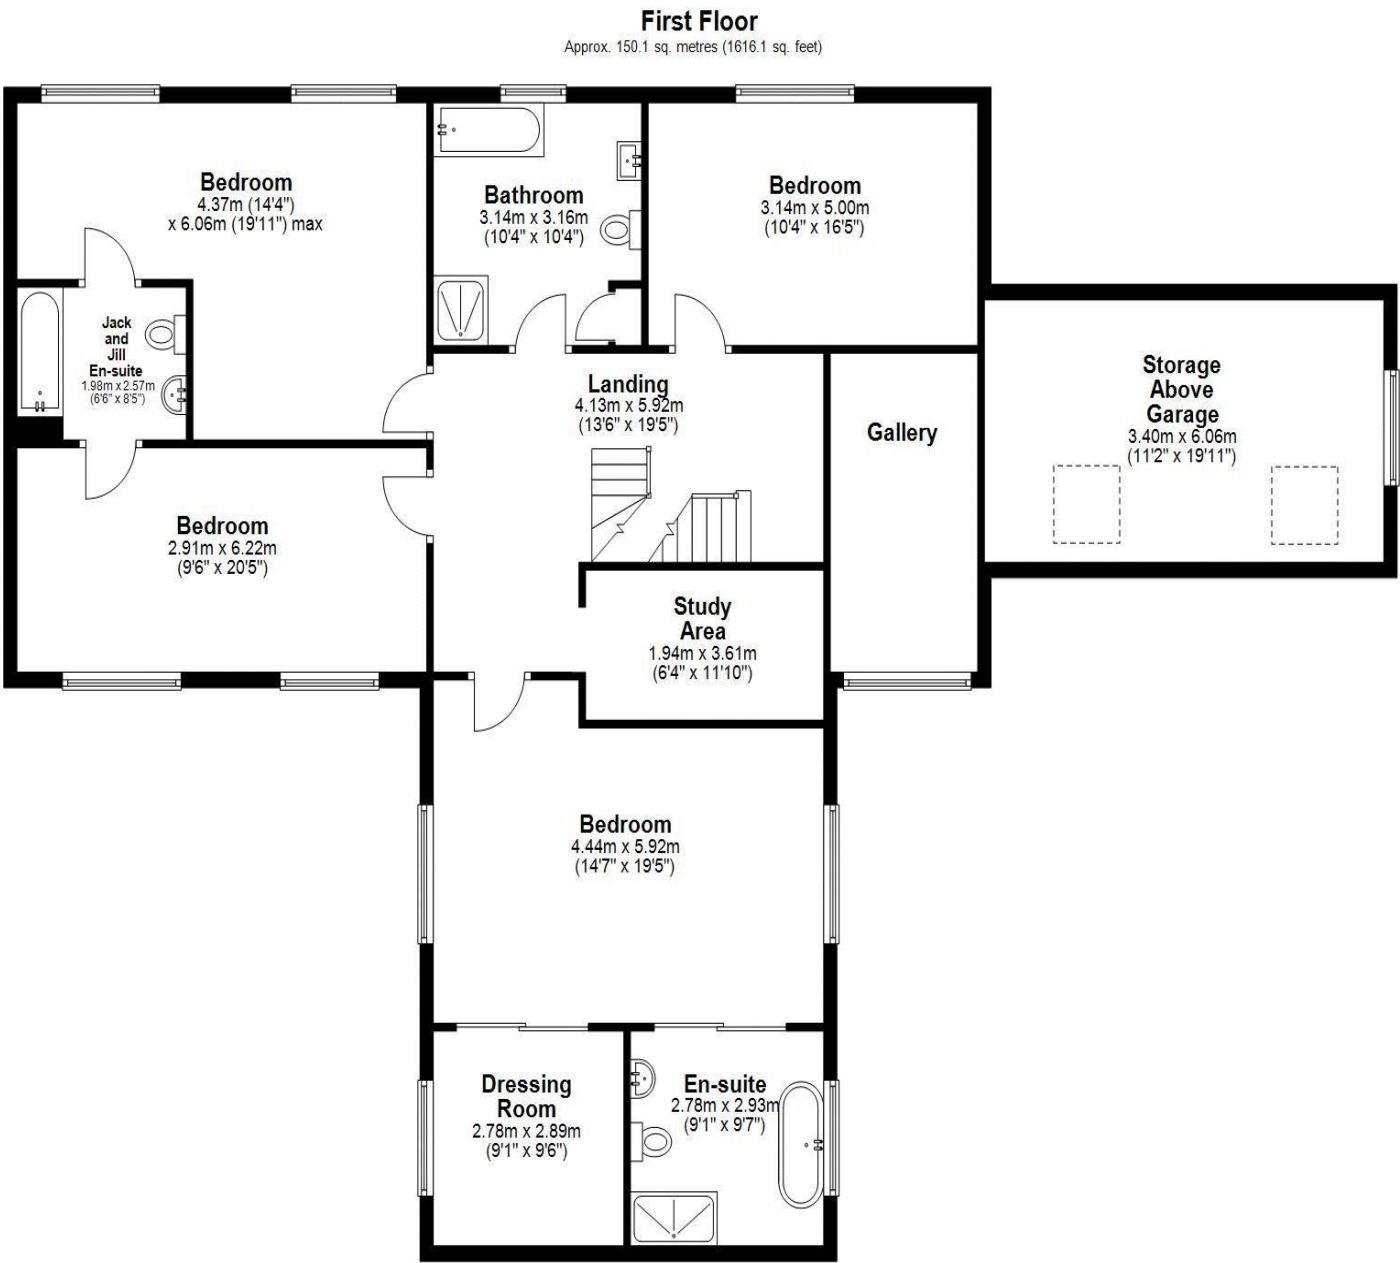 First Floor
Approx. 150.1 sq. metres (1616.1 sq. feet)
Bedroom
4.37m (14'4")
x 6.06m (19'11") max
Bathroom
3.14m x 3.16m
(10'4" x 10'4")
Bedroom
3.14m x 5.00m
(10'4" x 16'5")
Jack
and
Jill
En-suite
1.98m x 2.57m
(6'6" x 8'5")
Landing
4.13m x 5.92m
(13'6" x 19'5")
Gallery
Storage
Above
Garage
3.40m x 6.06m
(11'2" x 19'11")
Bedroom
2.91m x 6.22m
(9'6" x 20'5")
Study
Area
1.94m x 3.61m
(6'4" x 11'10")
Bedroom
4.44m x 5.92m
(14'7" x 19'5")
Dressing
Room
2.78m x 2.89m
(9'1" x 9'6")
En-suite
2.78m x 2.93m
(9'1" x 9'7")